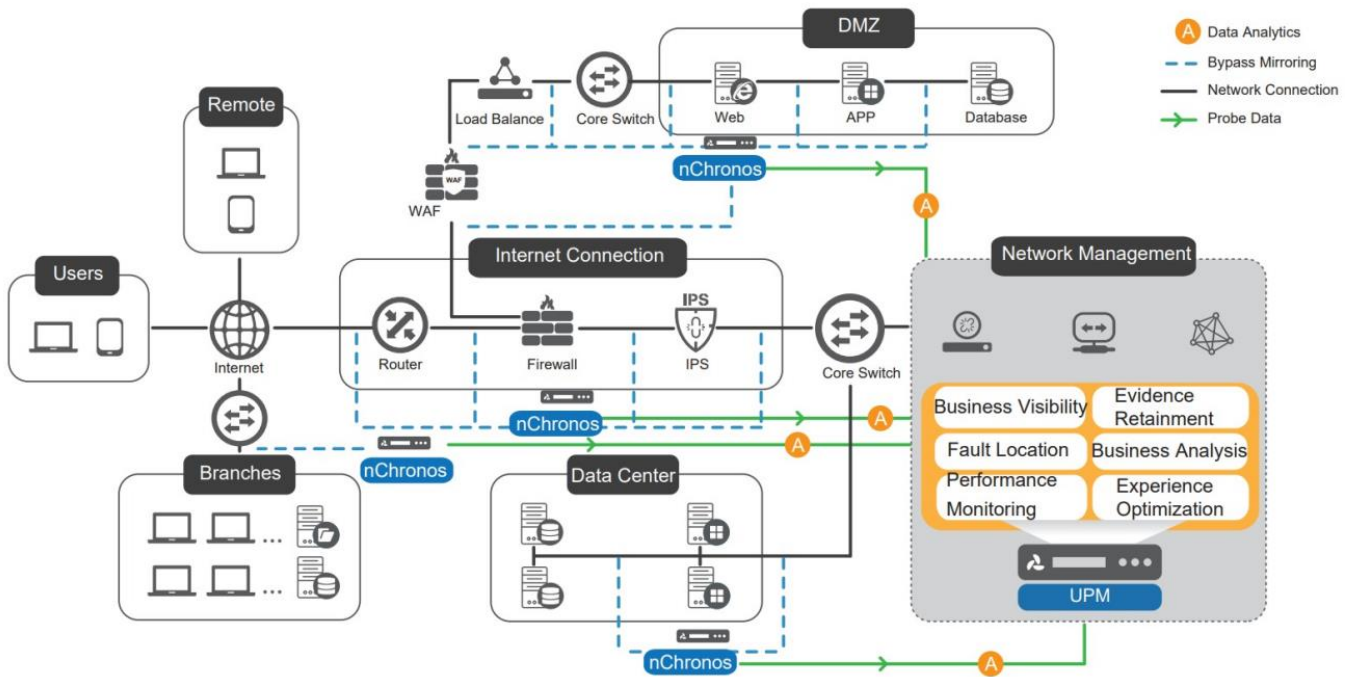 DMZ
A Data Analytics
Bypass Mirroring
Network Connection
Probe Data
Load Balance
Core Switch
Web
APP
Database
Remote
nChronos
WAF
WAF
A
Internet Connection
Network Management
Users
IPS
Internet
Router
Firewall
IPS
Core Switch
Business Visibility
Evidence
Retainment
nChronos
A
A
nChronos
Fault Location
Business Analysis
Branches
Data Center
Performance
Monitoring
Experience
Optimization
...
...
UPM
nChronos
A